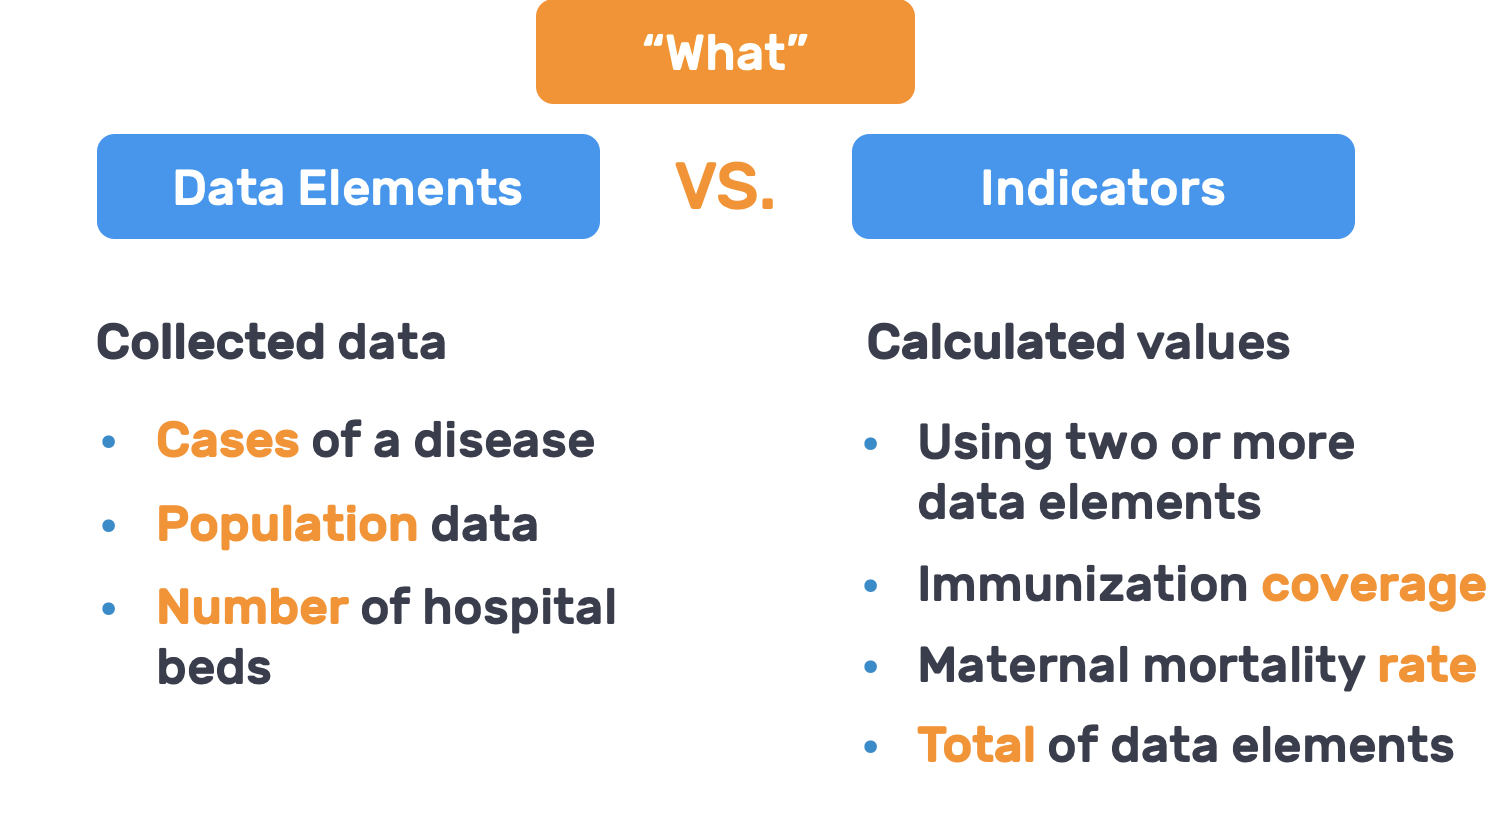 “What”
Data Elements
VS.
Indicators
Collected data
• Cases of a disease
• Population data
• Number of hospital
beds
Calculated values
• Using two or more
data elements
• Immunization coverage
• Maternal mortality rate
• Total of data elements